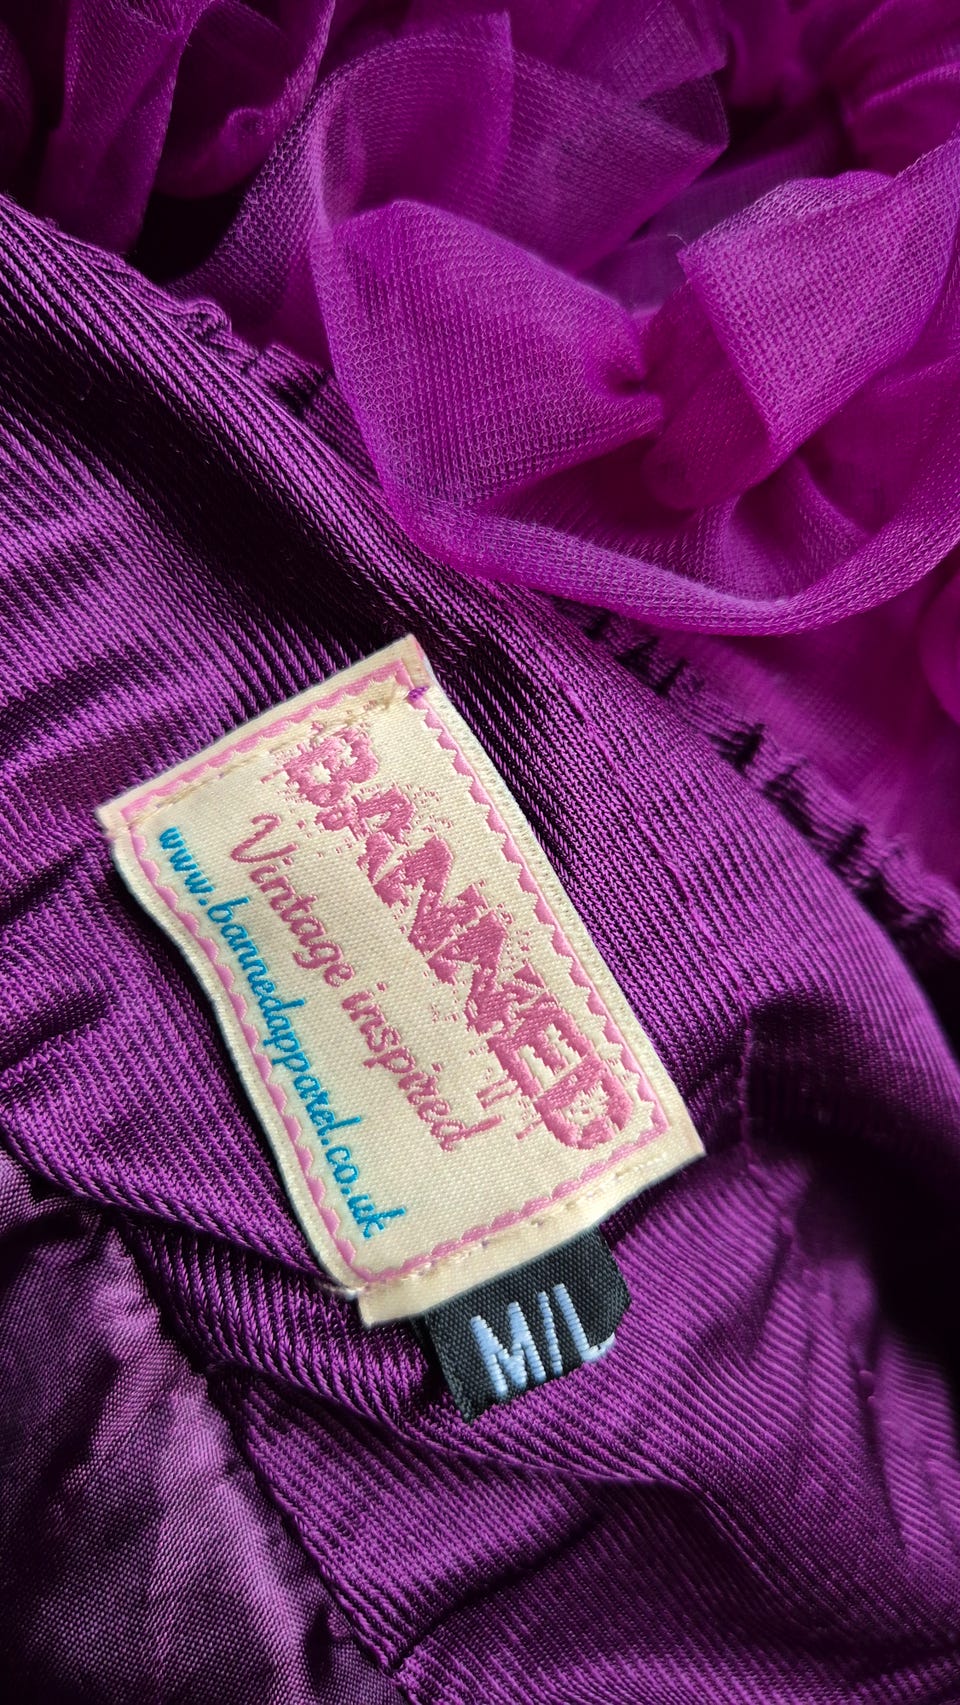 BANNED
Vintage inspired
www.bannedapparel.co.uk
M/L